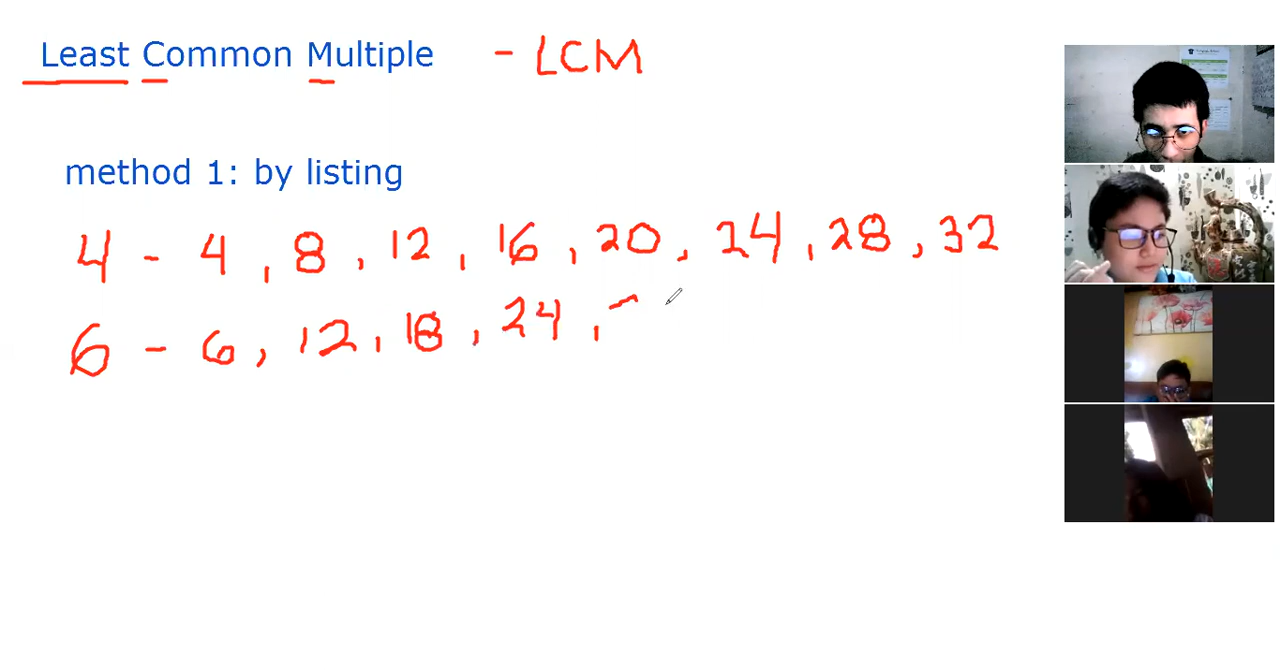 Least Common Multiple - LCM
method 1: by listing
4 - 4, 8, 12, 16, 20, 24, 28, 32
6 - 6, 12, 18, 24,